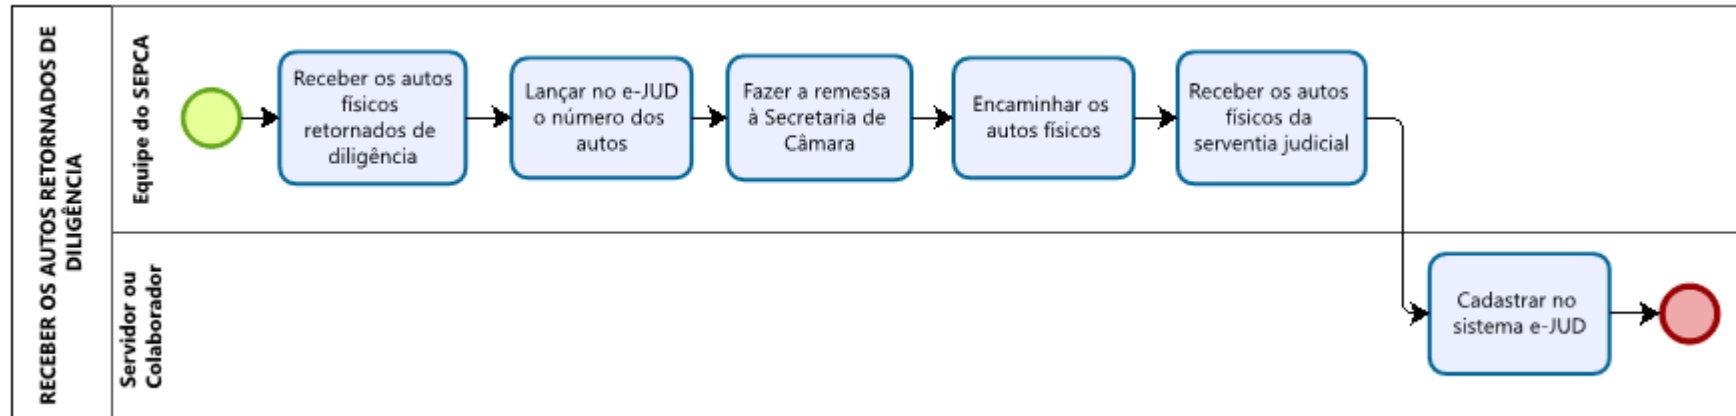 RECEBER OS AUTOS RETORNADOS DE
DILIGÊNCIA
Equipe do SEPCA
Receber os autos
físicos
retornados de
diligência
Lançar no e-JUD
o número dos
autos
Fazer a remessa
à Secretaria de
Câmara
Encaminhar os
autos físicos
Receber os autos
físicos da
serventia judicial
Servidor ou
Colaborador
Cadastrar no
sistema e-JUD